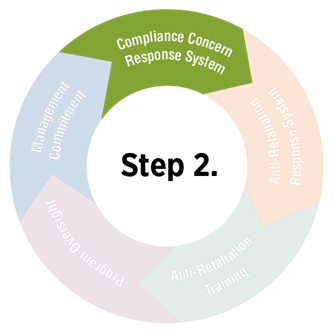 Compliance Concern
Response System
Anti-Retaliation
Response System
Anti-Retaliation
Training
Program Oversight
Management
Commitment
Step 2.